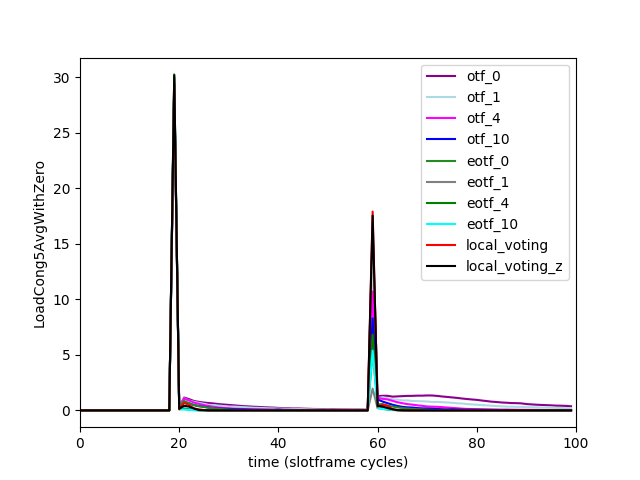 30
25
20
15
10
5
0
LoadCong5AvgWithZero
otf_0
otf_1
otf_4
otf_10
eotf_0
eotf_1
eotf_4
eotf_10
local_voting
local_voting_z
0 20 40 60 80 100
time (slotframe cycles)